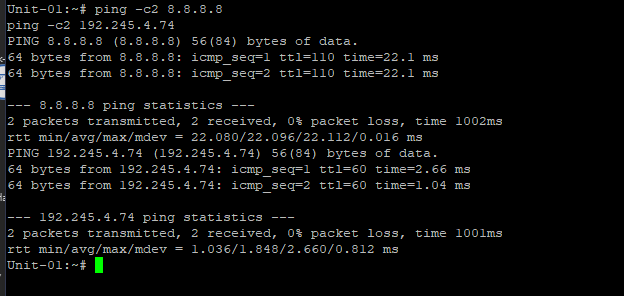 Unit-01:~# ping -c2 8.8.8.8
ping -c2 192.245.4.74
PING 8.8.8.8 (8.8.8.8) 56(84) bytes of data.
64 bytes from 8.8.8.8: icmp_seq=1 ttl=110 time=22.1 ms
64 bytes from 8.8.8.8: icmp_seq=2 ttl=110 time=22.1 ms

--- 8.8.8.8 ping statistics ---
2 packets transmitted, 2 received, 0% packet loss, time 1002ms
rtt min/avg/max/mdev = 22.080/22.096/22.112/0.016 ms
PING 192.245.4.74 (192.245.4.74) 56(84) bytes of data.
64 bytes from 192.245.4.74: icmp_seq=1 ttl=60 time=2.66 ms
64 bytes from 192.245.4.74: icmp_seq=2 ttl=60 time=1.04 ms

--- 192.245.4.74 ping statistics ---
2 packets transmitted, 2 received, 0% packet loss, time 1001ms
rtt min/avg/max/mdev = 1.036/1.848/2.660/0.812 ms
Unit-01:~#